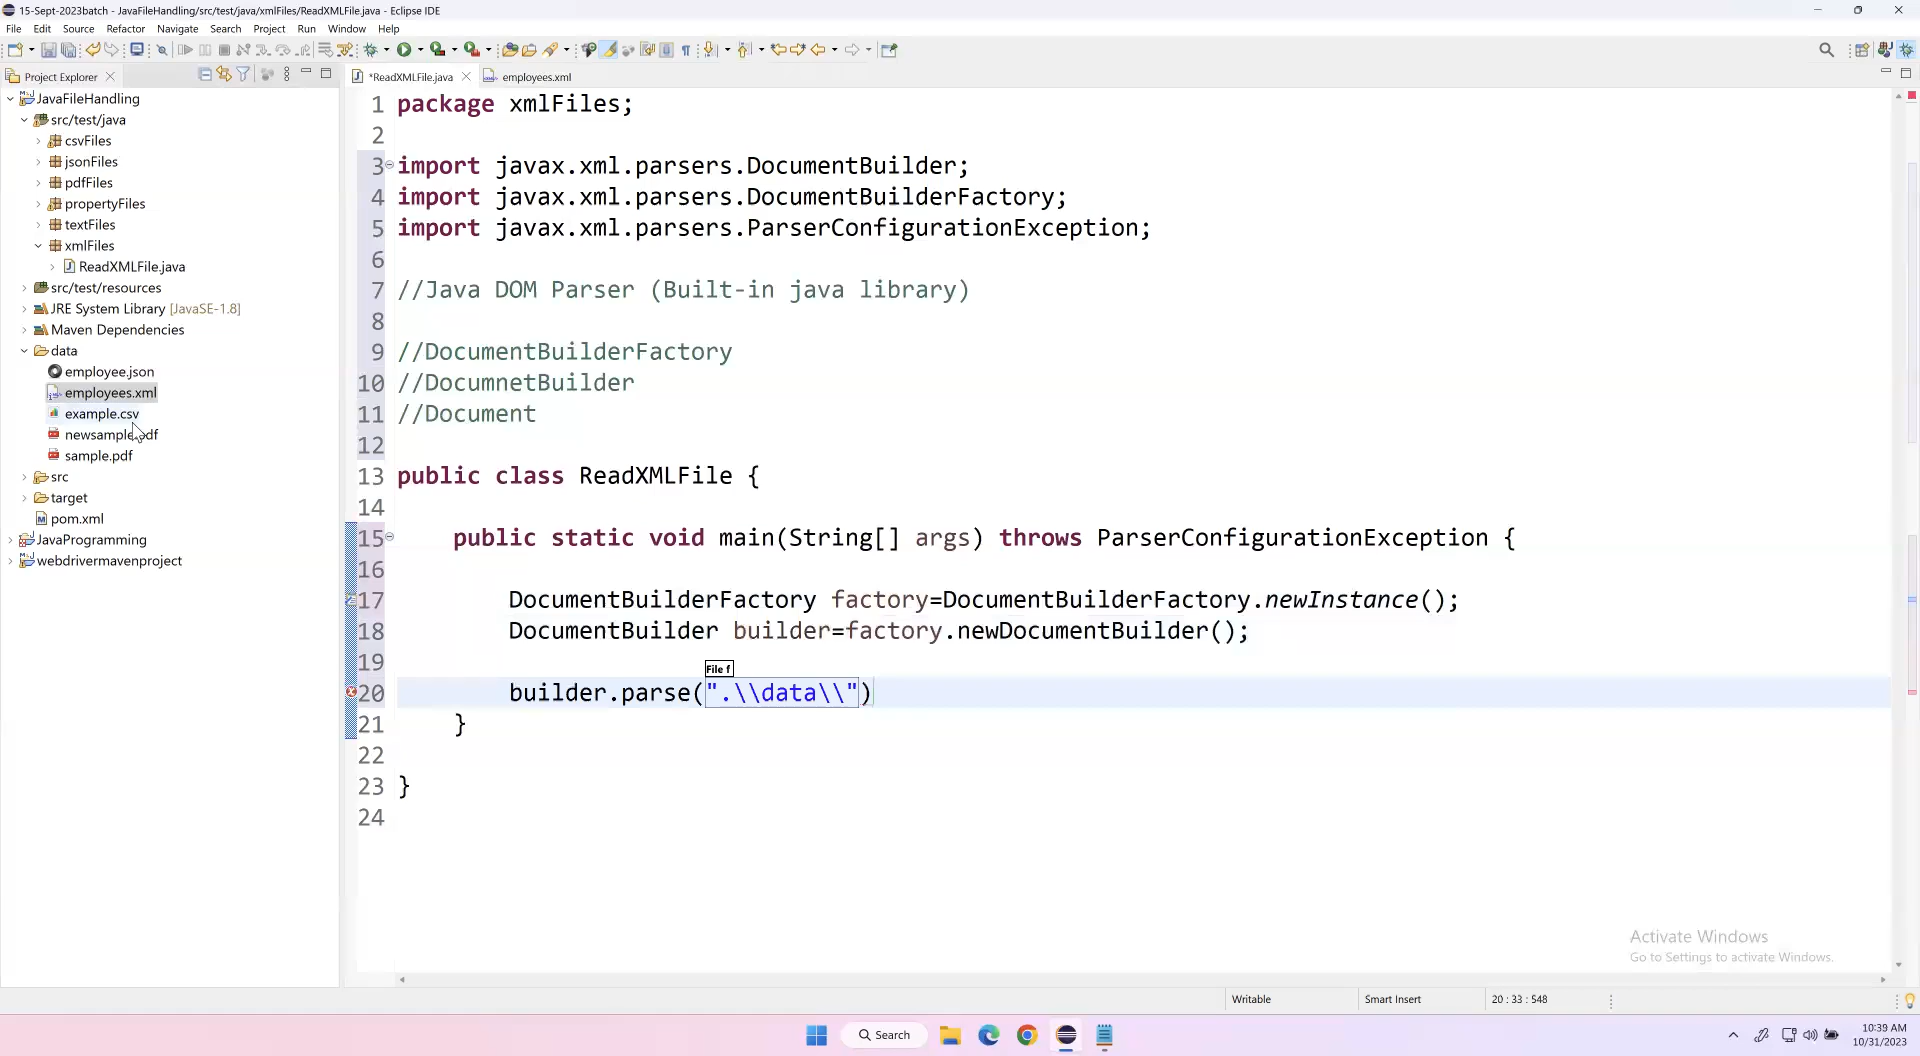 15-Sept-2023batch - JavaFileHandling/src/test/java/xmlFiles/ReadXMLFile.java - Eclipse IDE
File Edit Source Refactor Navigate Search Project Run Window Help
Project Explorer
*ReadXMLFile.java
employees.xml
JavaFileHandling
src/test/java
csvFiles
jsonFiles
pdfFiles
propertyFiles
textFiles
xmlFiles
ReadXMLFile.java
src/test/resources
JRE System Library [JavaSE-1.8]
Maven Dependencies
data
employee.json
employees.xml
example.csv
sample.pdf
src
target
pom.xml
JavaProgramming
webdrivermavenproject
1 package xmlFiles;
2
3 import javax.xml.parsers.DocumentBuilder;
4 import javax.xml.parsers.DocumentBuilderFactory;
5 import javax.xml.parsers.ParserConfigurationException;
6
7 //Java DOM Parser (Built-in java library)
8
9 //DocumentBuilderFactory
10 //DocumnetBuilder
11 //Document
12
13 public class ReadXMLFile {
14
15 public static void main(String[] args) throws ParserConfigurationException {
16
17 DocumentBuilderFactory factory=DocumentBuilderFactory.newInstance();
18 DocumentBuilder builder=factory.newDocumentBuilder();
19
File f
20 builder.parse(".\\data\\")
21 }
22
23 }
24
Activate Windows
Go to Settings to activate Windows.
Writable
Smart Insert
20 : 33 : 548
Search
10:39 AM
10/31/2023